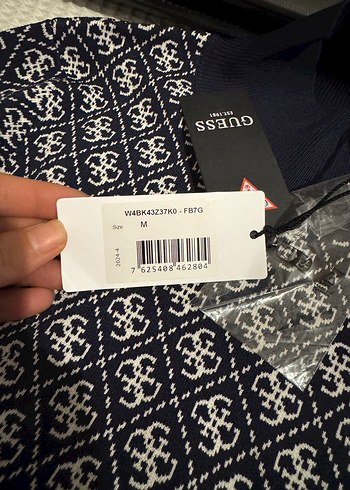 GUESS
EST. 1981
W4BK43Z37K0 - FB7G
Size M
2024-4
7 625408 462804